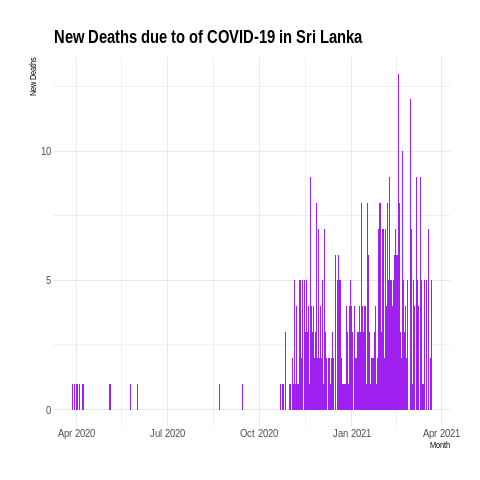 New Deaths due to of COVID-19 in Sri Lanka
New Deaths
10
5
0
Apr 2020 Jul 2020 Oct 2020 Jan 2021 Apr 2021
Month